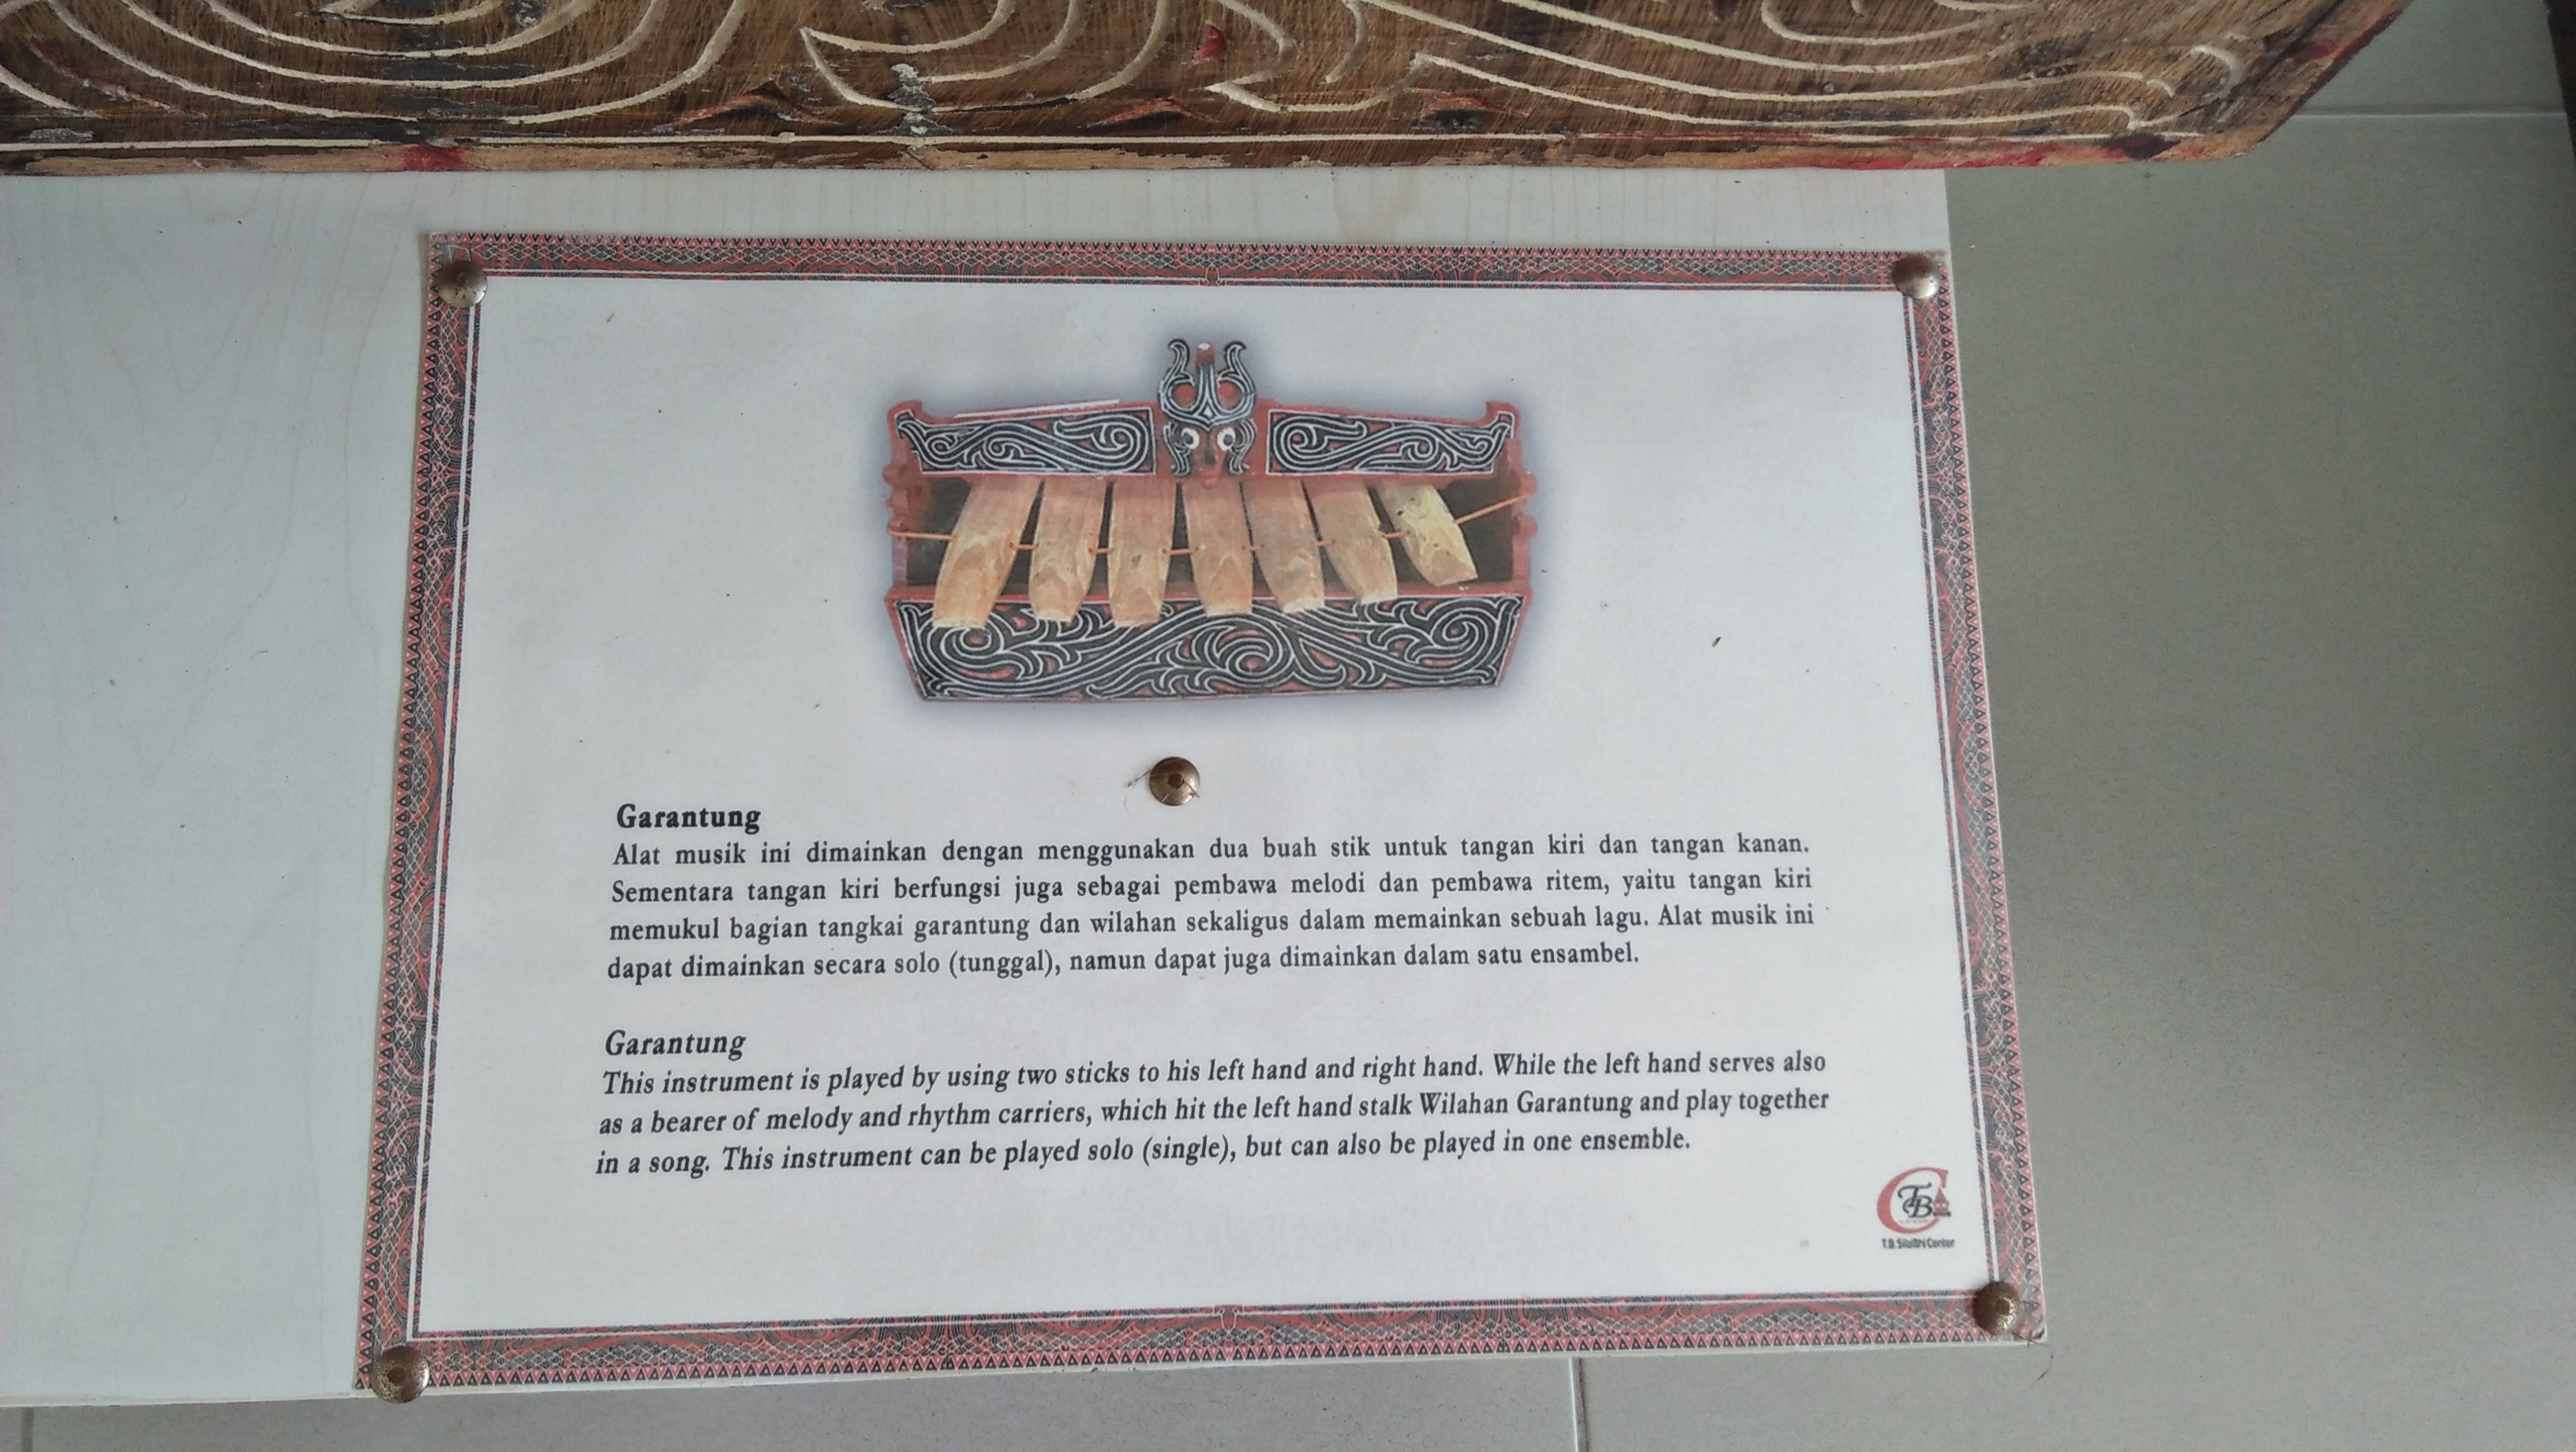 Garantung
Alat musik ini dimainkan dengan menggunakan dua buah stik untuk tangan kiri dan tangan kanan.
Sementara tangan kiri berfungsi juga sebagai pembawa melodi dan pembawa ritem, yaitu tangan kiri
memukul bagian tangkai garantung dan wilahan sekaligus dalam memainkan sebuah lagu. Alat musik ini
dapat dimainkan secara solo (tunggal), namun dapat juga dimainkan dalam satu ensambel.
Garantung
This instrument is played by using two sticks to his left hand and right hand. While the left hand serves also
as a bearer of melody and rhythm carriers, which hit the left hand stalk Wilahan Garantung and play together
in a song. This instrument can be played solo (single), but can also be played in one ensemble.
TB
T.B. Silalahi Center